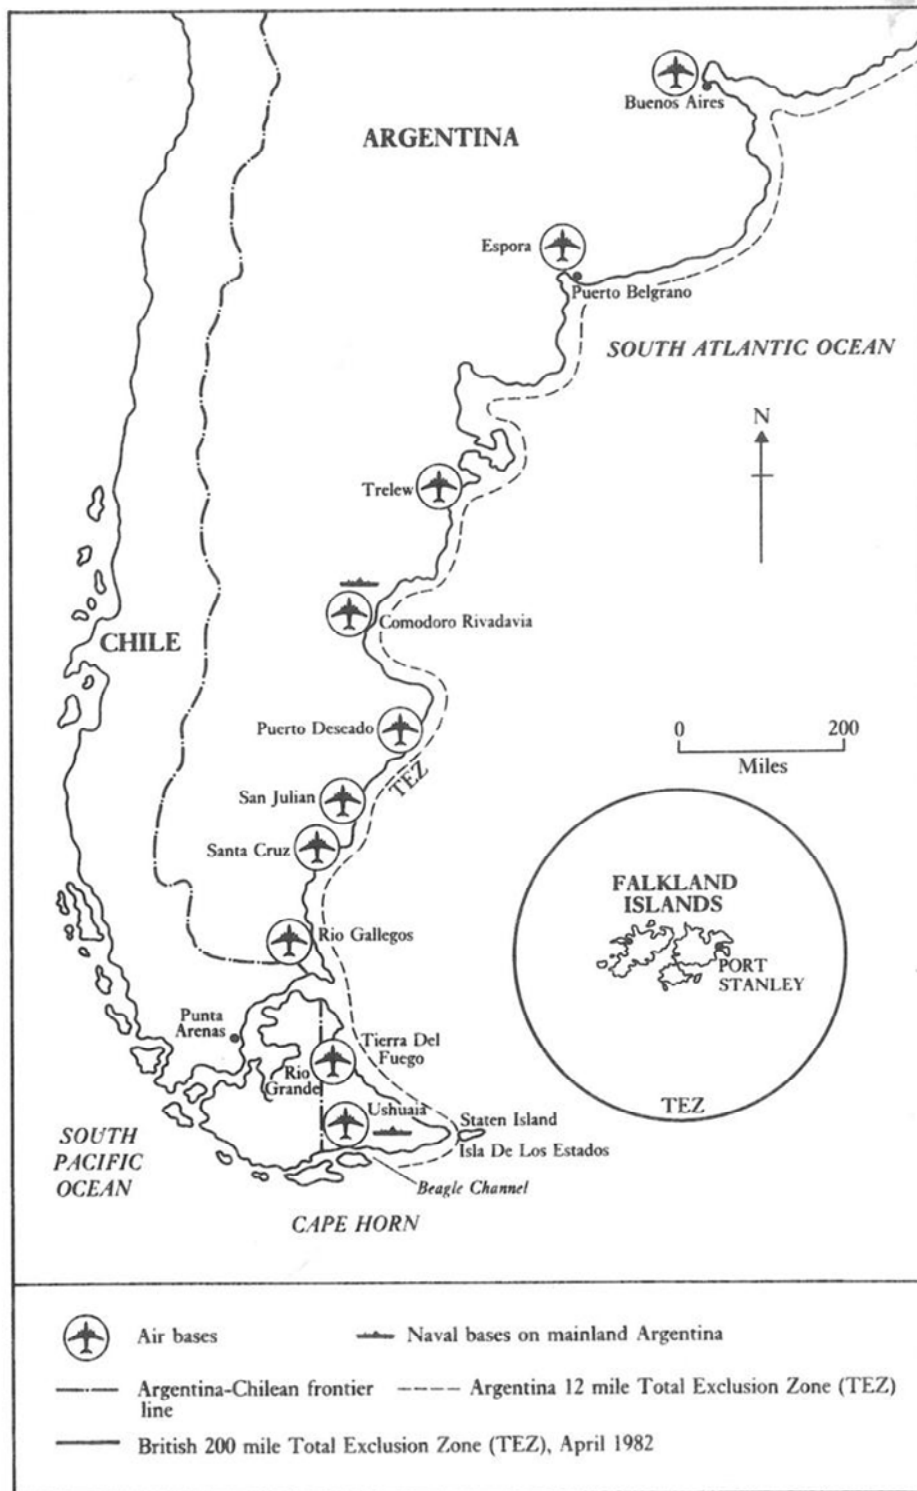 Buenos Aires
ARGENTINA
Espora
Puerto Belgrano
SOUTH ATLANTIC OCEAN
N
Trelew
Comodoro Rivadavia
CHILE
Puerto Deseado
0 200
Miles
TEZ
San Julian
Santa Cruz
FALKLAND
ISLANDS
Rio Gallegos
PORT
STANLEY
Punta
Arenas
Tierra Del
Fuego
Rio
Grande
Ushuaia
TEZ
Staten Island
Isla De Los Estados
SOUTH
PACIFIC
OCEAN
Beagle Channel
CAPE HORN
Air bases
Naval bases on mainland Argentina
Argentina-Chilean frontier
line
Argentina 12 mile Total Exclusion Zone (TEZ)
British 200 mile Total Exclusion Zone (TEZ), April 1982